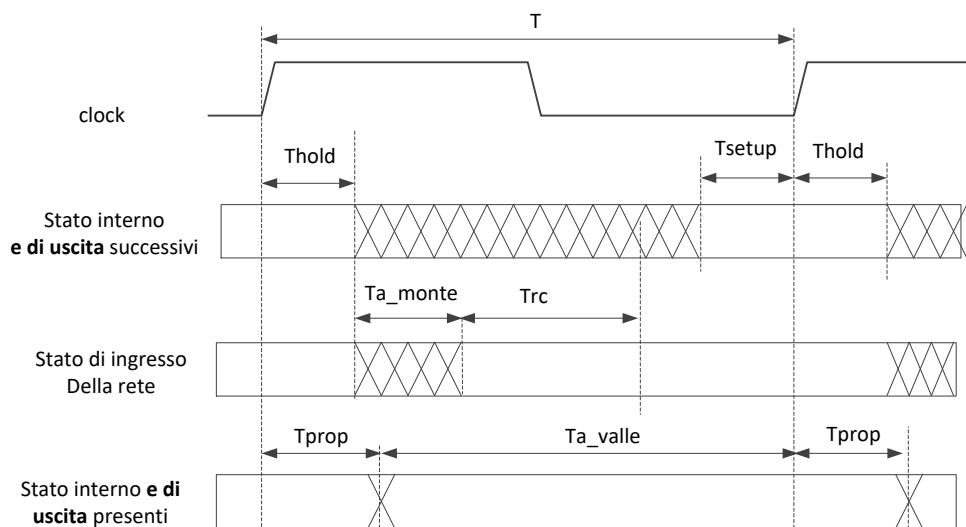 T
clock
Thold
Tsetup
Thold
Stato interno
e di uscita successivi
Ta_monte
Trc
Stato di ingresso
Della rete
Tprop
Ta_valle
Tprop
Stato interno e di
uscita presenti